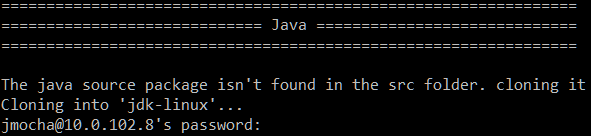 ================================================================
============================= Java =============================
================================================================
The java source package isn't found in the src folder. cloning it
Cloning into 'jdk-linux'...
jmocha@10.0.102.8's password: